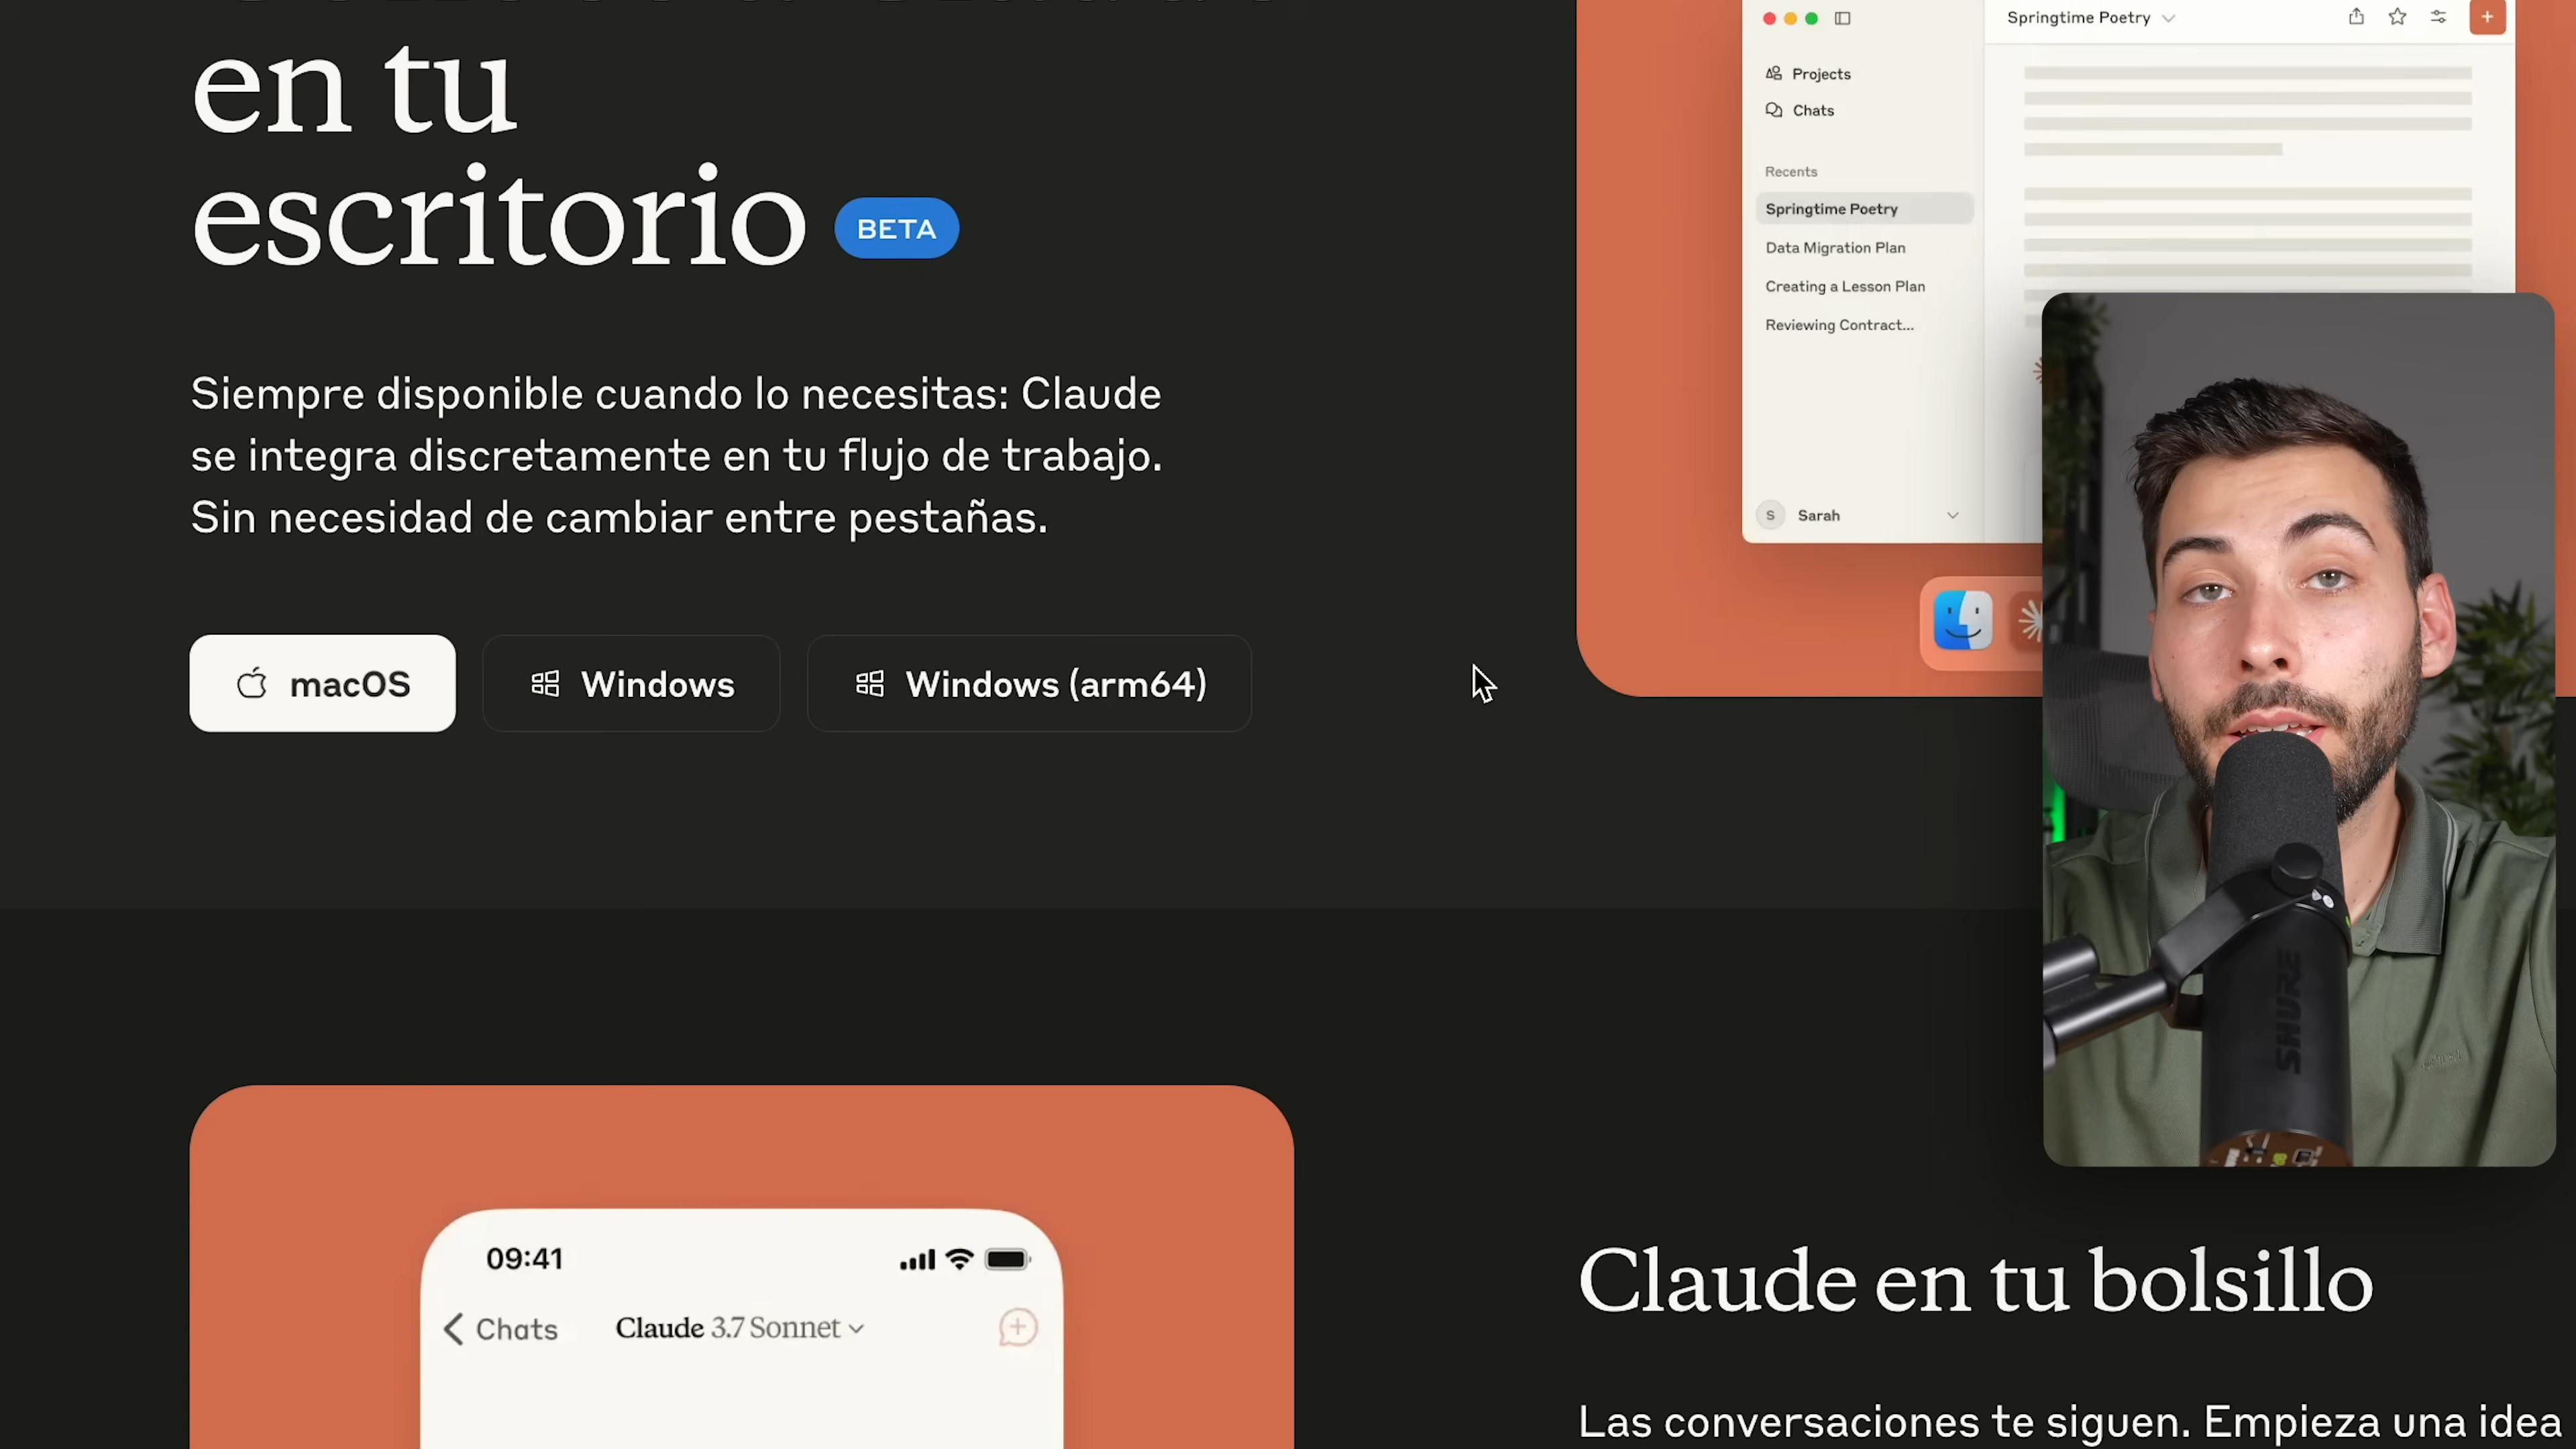 en tu
escritorio BETA
Siempre disponible cuando lo necesitas: Claude
se integra discretamente en tu flujo de trabajo.
Sin necesidad de cambiar entre pestañas.
macOS
Windows
Windows (arm64)
Springtime Poetry
Projects
Chats
Recents
Springtime Poetry
Data Migration Plan
Creating a Lesson Plan
Reviewing Contract...
S Sarah
SHURE
09:41
Chats
Claude 3.7 Sonnet
Claude en tu bolsillo
Las conversaciones te siguen. Empieza una idea